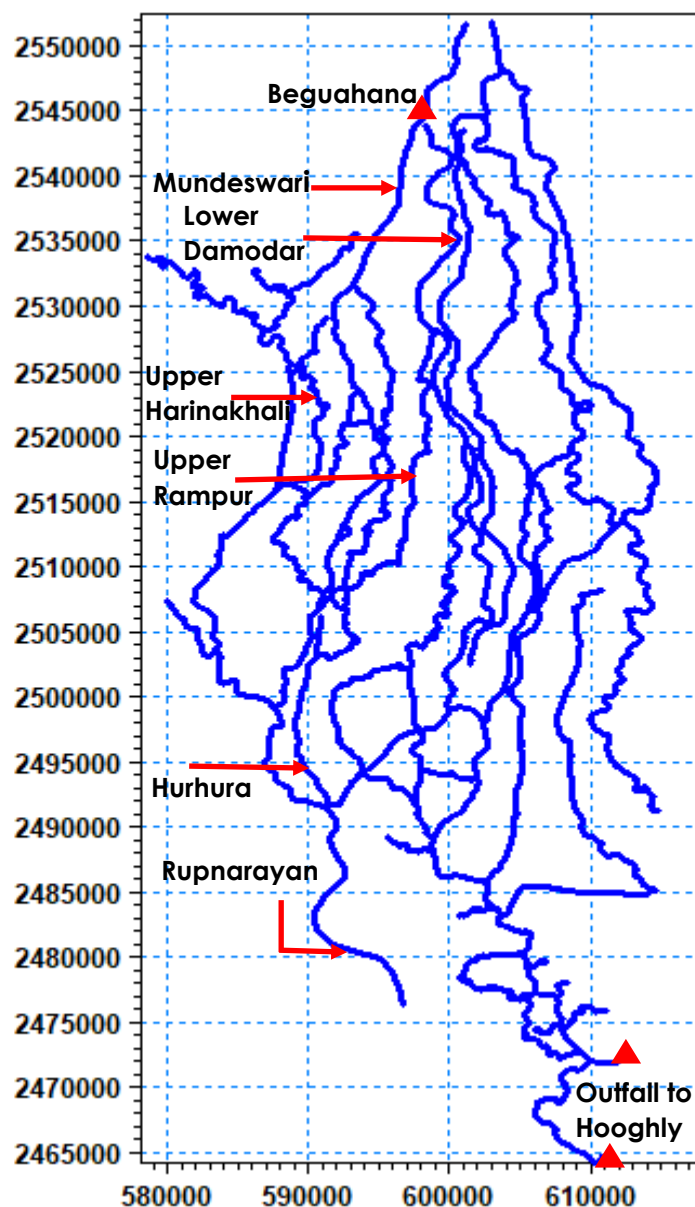 2550000
Beguahana
2545000
2540000
Mundeswari
Lower
2535000
Damodar
2530000
2525000
Upper
Harinakhali
2520000
Upper
2515000
Rampur
2510000
2505000
2500000
2495000
Hurhura
2490000
Rupnarayan
2485000
2480000
2475000
2470000
Outfall to
Hooghly
2465000
580000 590000 600000 610000